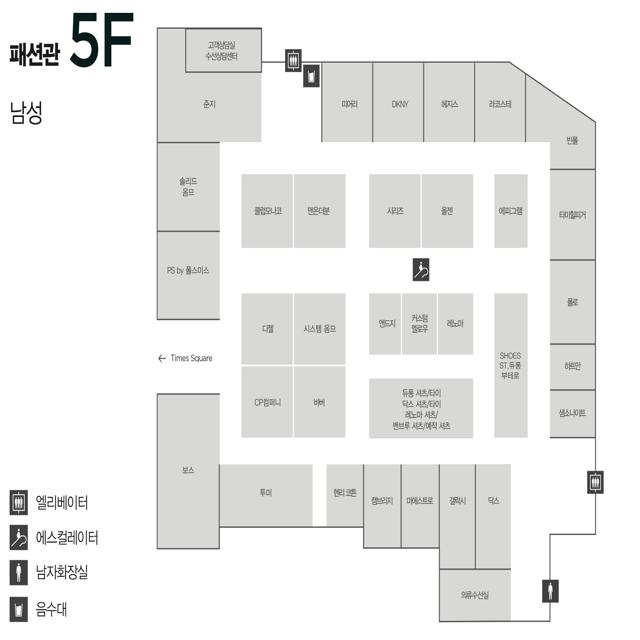 패션관 5F
남성
고객상담실
수선상담센터
준지
띠어리
DKNY
헤지스
라코스테
빈폴
솔리드
옴므
클럽모나코
맨온더분
시리즈
올젠
에피그램
타미힐피거
PS by 폴스미스
디젤
시스템 옴므
앤드지
커스텀
멜로우
레노마
SHOES
ST.듀퐁
부테로
폴로
← Times Square
하트만
CP컴퍼니
바버
듀퐁 셔츠/타이
닥스 셔츠/타이
레노마 셔츠/
밴브루 셔츠/예작 셔츠
쌤소나이트
보스
투미
헨리 코튼
캠브리지
마에스트로
갤럭시
닥스
의류수선실
엘리베이터
에스컬레이터
남자화장실
음수대